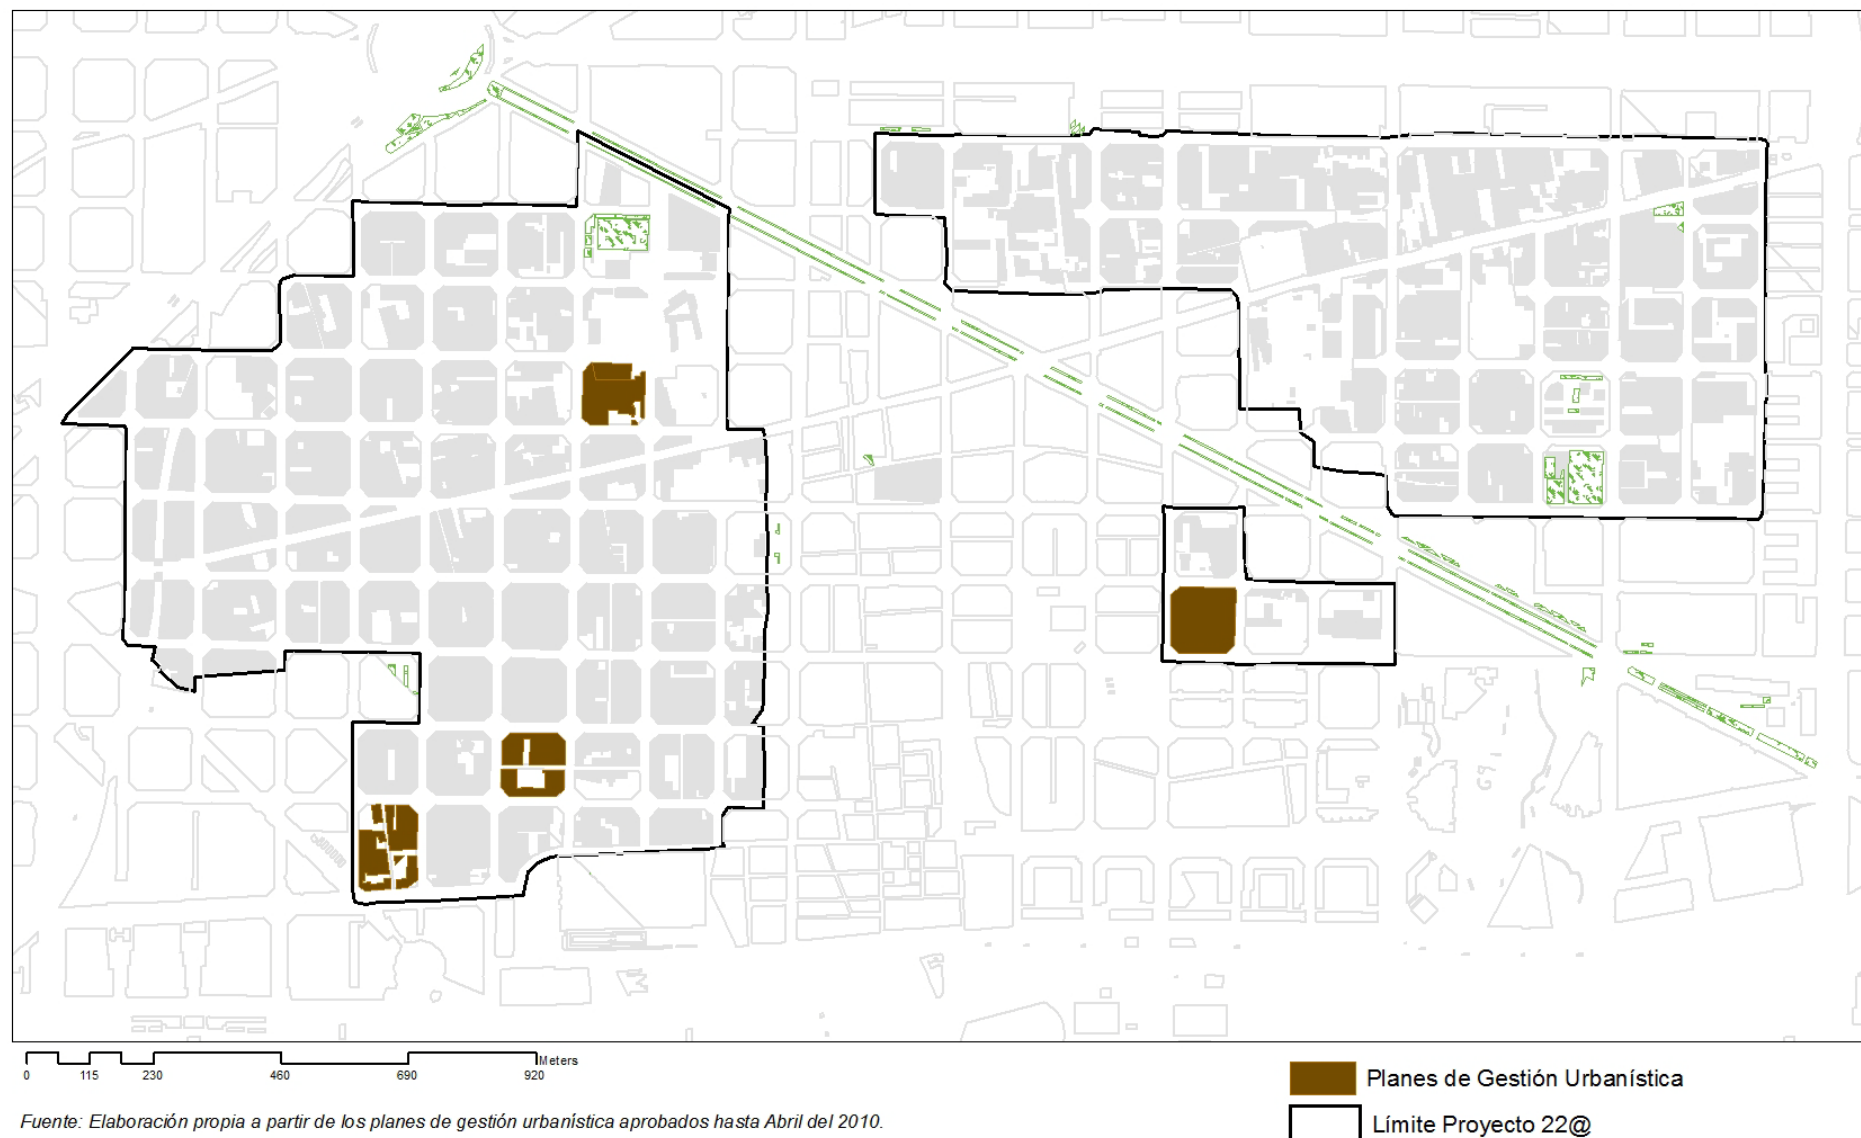 Meters
0 115 230 460 690 920
Planes de Gestión Urbanística
Límite Proyecto 22@
Fuente: Elaboración propia a partir de los planes de gestión urbanística aprobados hasta Abril del 2010.